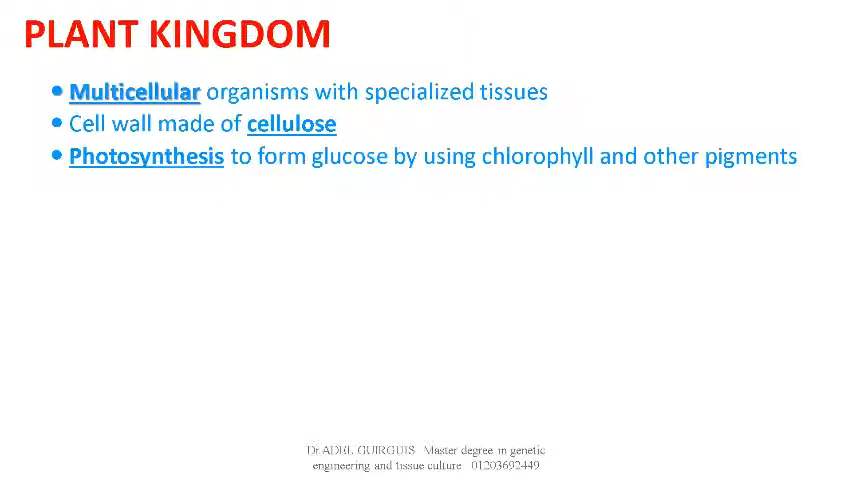 PLANT KINGDOM
• Multicellular organisms with specialized tissues
• Cell wall made of cellulose
• Photosynthesis to form glucose by using chlorophyll and other pigments
Dr.ADEL GUIRGUIS Master degree in genetic
engineering and tissue culture 01203692449